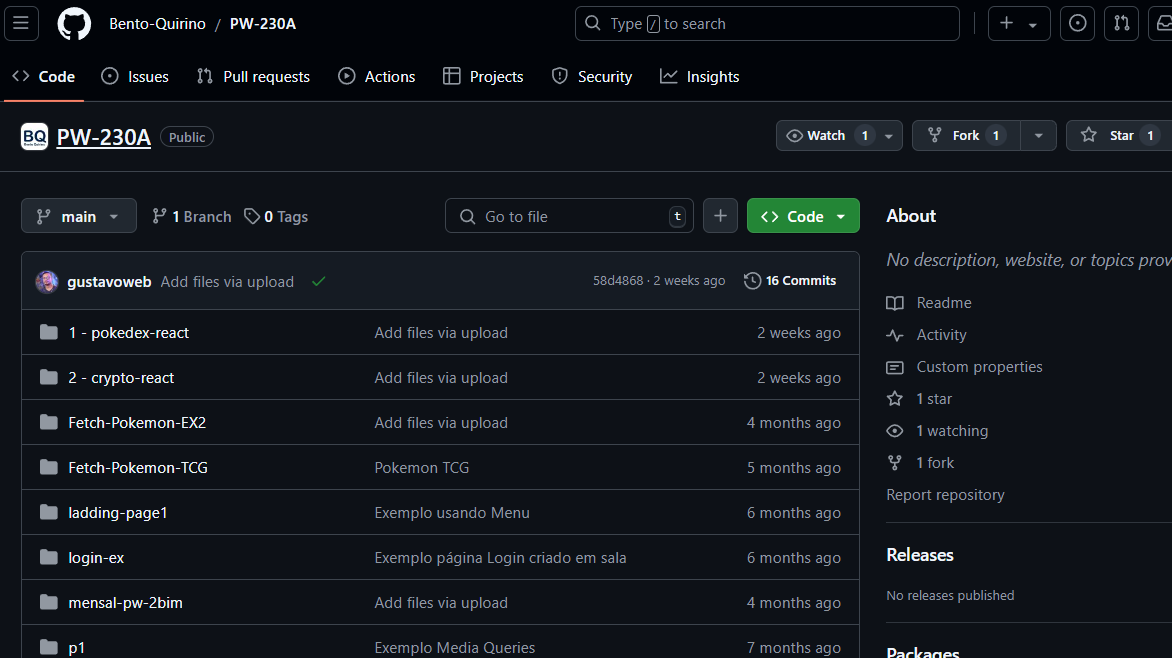 Bento-Quirino / PW-230A
Type / to search
Code Issues Pull requests Actions Projects Security Insights
BQ
Bento Quirino
PW-230A Public
Watch 1 Fork 1 Star 1
main 1 Branch 0 Tags Go to file t Code
gustavoweb Add files via upload 58d4868 · 2 weeks ago 16 Commits
1 - pokedex-react Add files via upload 2 weeks ago
2 - crypto-react Add files via upload 2 weeks ago
Fetch-Pokemon-EX2 Add files via upload 4 months ago
Fetch-Pokemon-TCG Pokemon TCG 5 months ago
ladding-page1 Exemplo usando Menu 6 months ago
login-ex Exemplo página Login criado em sala 6 months ago
mensal-pw-2bim Add files via upload 4 months ago
p1 Exemplo Media Queries 7 months ago
About
No description, website, or topics prov
Readme
Activity
Custom properties
1 star
1 watching
1 fork
Report repository
Releases
No releases published
Packages